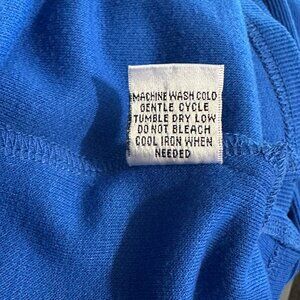 MACHINE WASH COLD
GENTLE CYCLE
TUMBLE DRY LOW
DO NOT BLEACH
COOL IRON WHEN
NEEDED